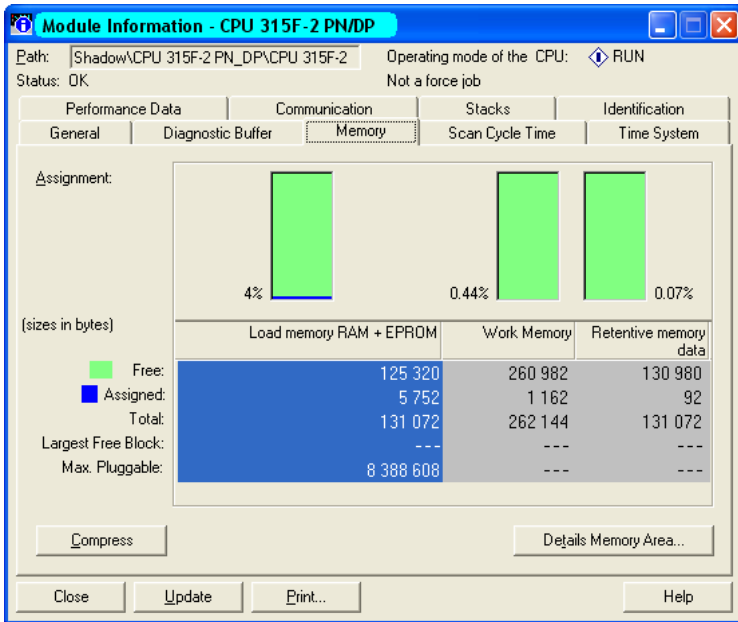 Module Information - CPU 315F-2 PN/DP
Path: Shadow\CPU 315F-2 PN_DP\CPU 315F-2 Operating mode of the CPU: RUN
Status: OK Not a force job
Performance Data Communication Stacks Identification
General Diagnostic Buffer Memory Scan Cycle Time Time System
Assignment:
4% 0.44% 0.07%
(sizes in bytes)
Load memory RAM + EPROM Work Memory Retentive memory data
Free: 125 320 260 982 130 980
Assigned: 5 752 1 162 92
Total: 131 072 262 144 131 072
Largest Free Block: --- --- ---
Max. Pluggable: 8 388 608 --- ---
Compress Details Memory Area...
Close Update Print... Help